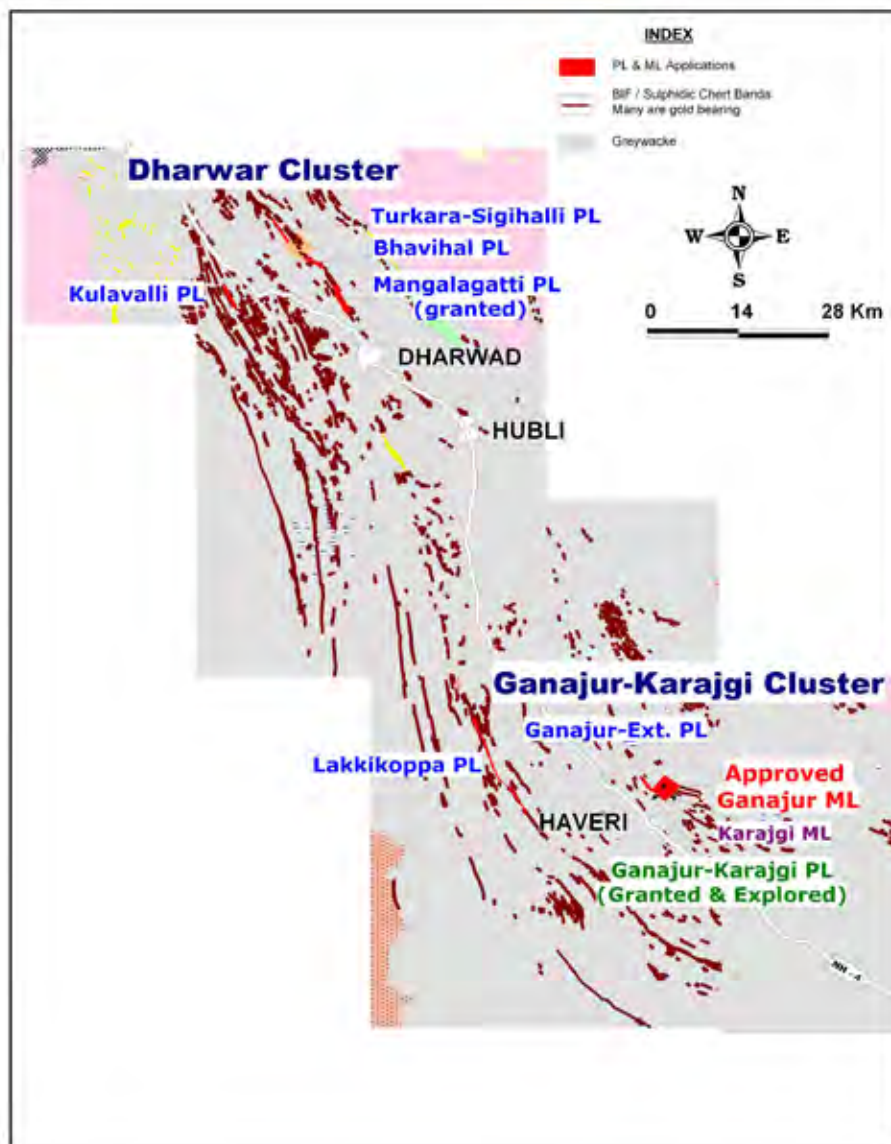 INDEX
PL & ML Applications
BIF / Sulphidic Chert Bands
Many are gold bearing
Greywacke
Dharwar Cluster
Turkara-Sigihalli PL
Bhavihal PL
Kulavalli PL
Mangalagatti PL
(granted)
N
W E
S
0 14 28 Km
DHARWAD
HUBLI
Ganajur-Karajgi Cluster
Ganajur-Ext. PL
Lakkikoppa PL
Approved
Ganajur ML
HAVERI
Karajgi ML
Ganajur-Karajgi PL
(Granted & Explored)
NH - 4